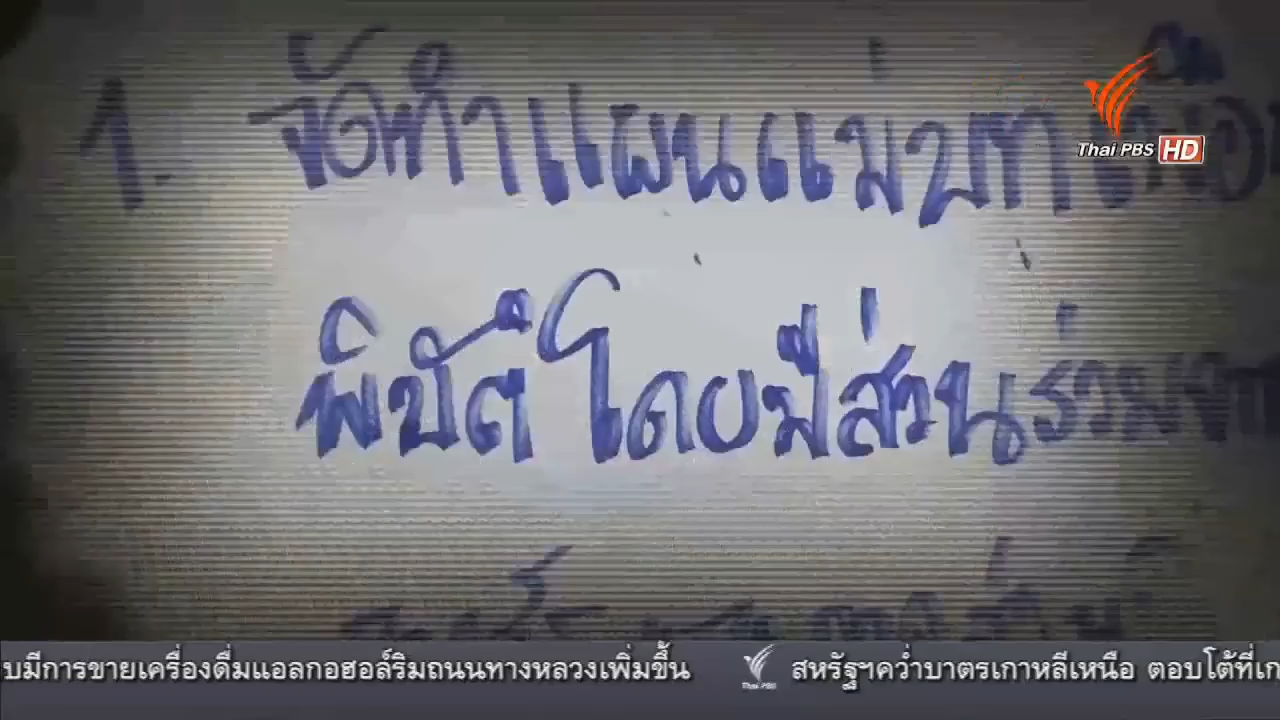 1. จัดทำแผนแม่บท
พิบัติ โดยมีส่วนร่วม
Thai PBS HD
บมีการขายเครื่องดื่มแอลกอฮอล์ริมถนนทางหลวงเพิ่มขึ้น Thai PBS สหรัฐฯคว่ำบาตรเกาหลีเหนือ ตอบโต้ที่เก